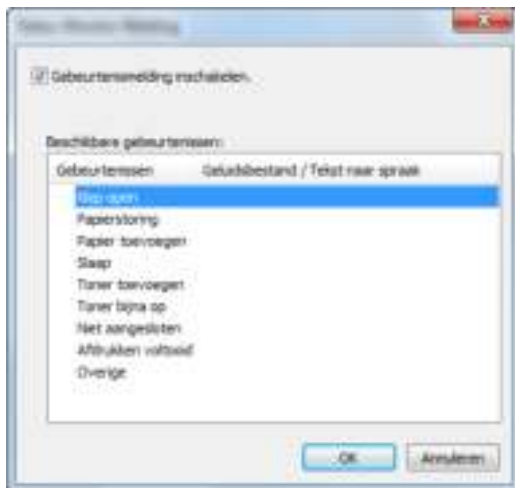 Gebeurtenismelding inschakelen.
Beschikbare gebeurtenissen:
Gebeurtenissen Geluidsbestand / Tekst naar spraak
Klep open
Papierstoring
Papier toevoegen
Slaap
Toner toevoegen
Toner bijna op
Niet aangesloten
Afdrukken voltooid
Overige
OK Annuleren